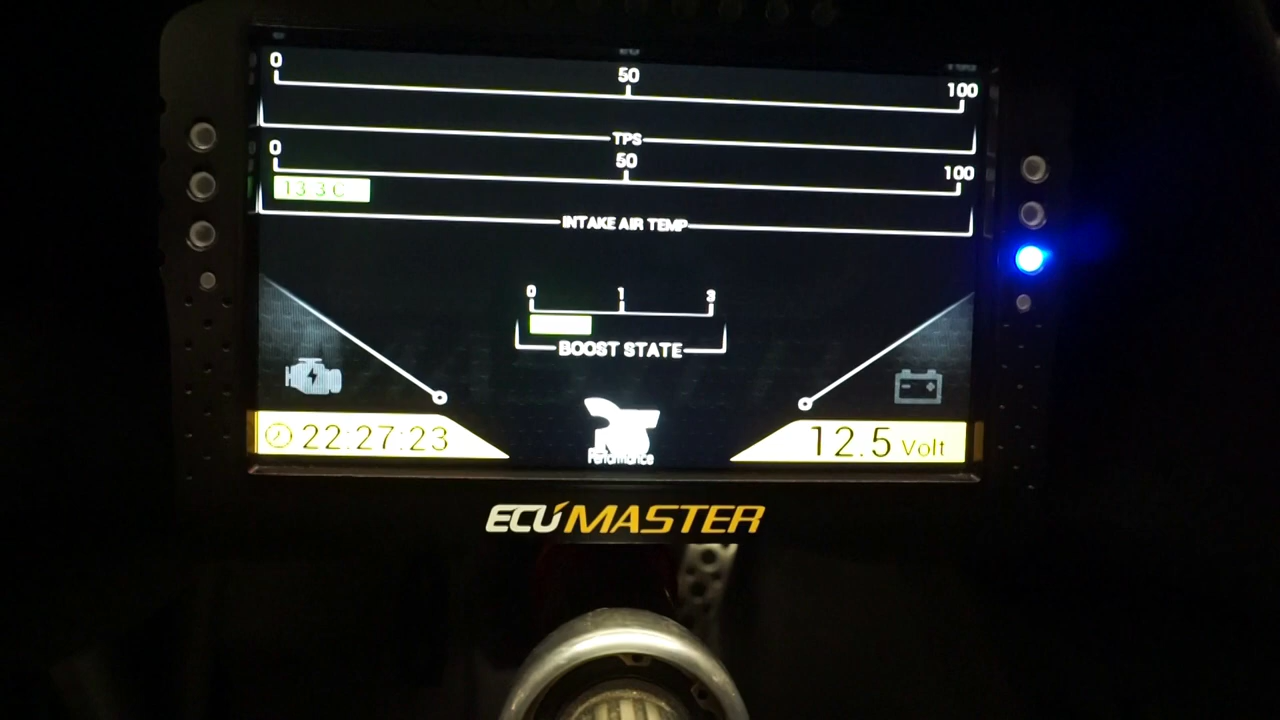 0 50 100
TPS
0 50 100
13.3 C
INTAKE AIR TEMP
0 1 3
BOOST STATE
22:27:23
Performance
12.5 Volt
ECUMASTER